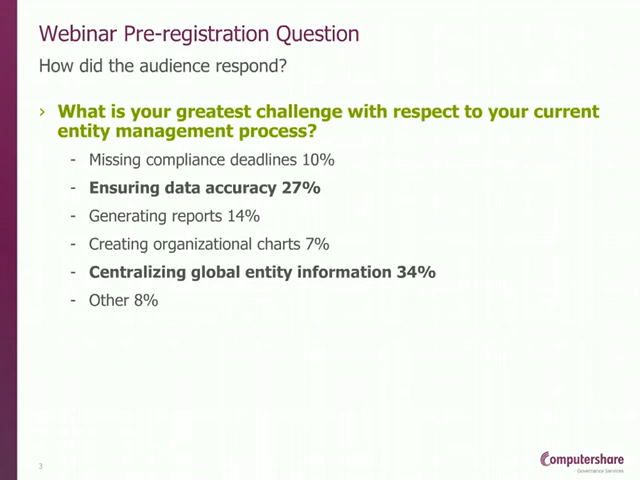 Webinar Pre-registration Question
How did the audience respond?
› What is your greatest challenge with respect to your current
entity management process?
- Missing compliance deadlines 10%
- Ensuring data accuracy 27%
- Generating reports 14%
- Creating organizational charts 7%
- Centralizing global entity information 34%
- Other 8%
3
Computershare
Governance Services